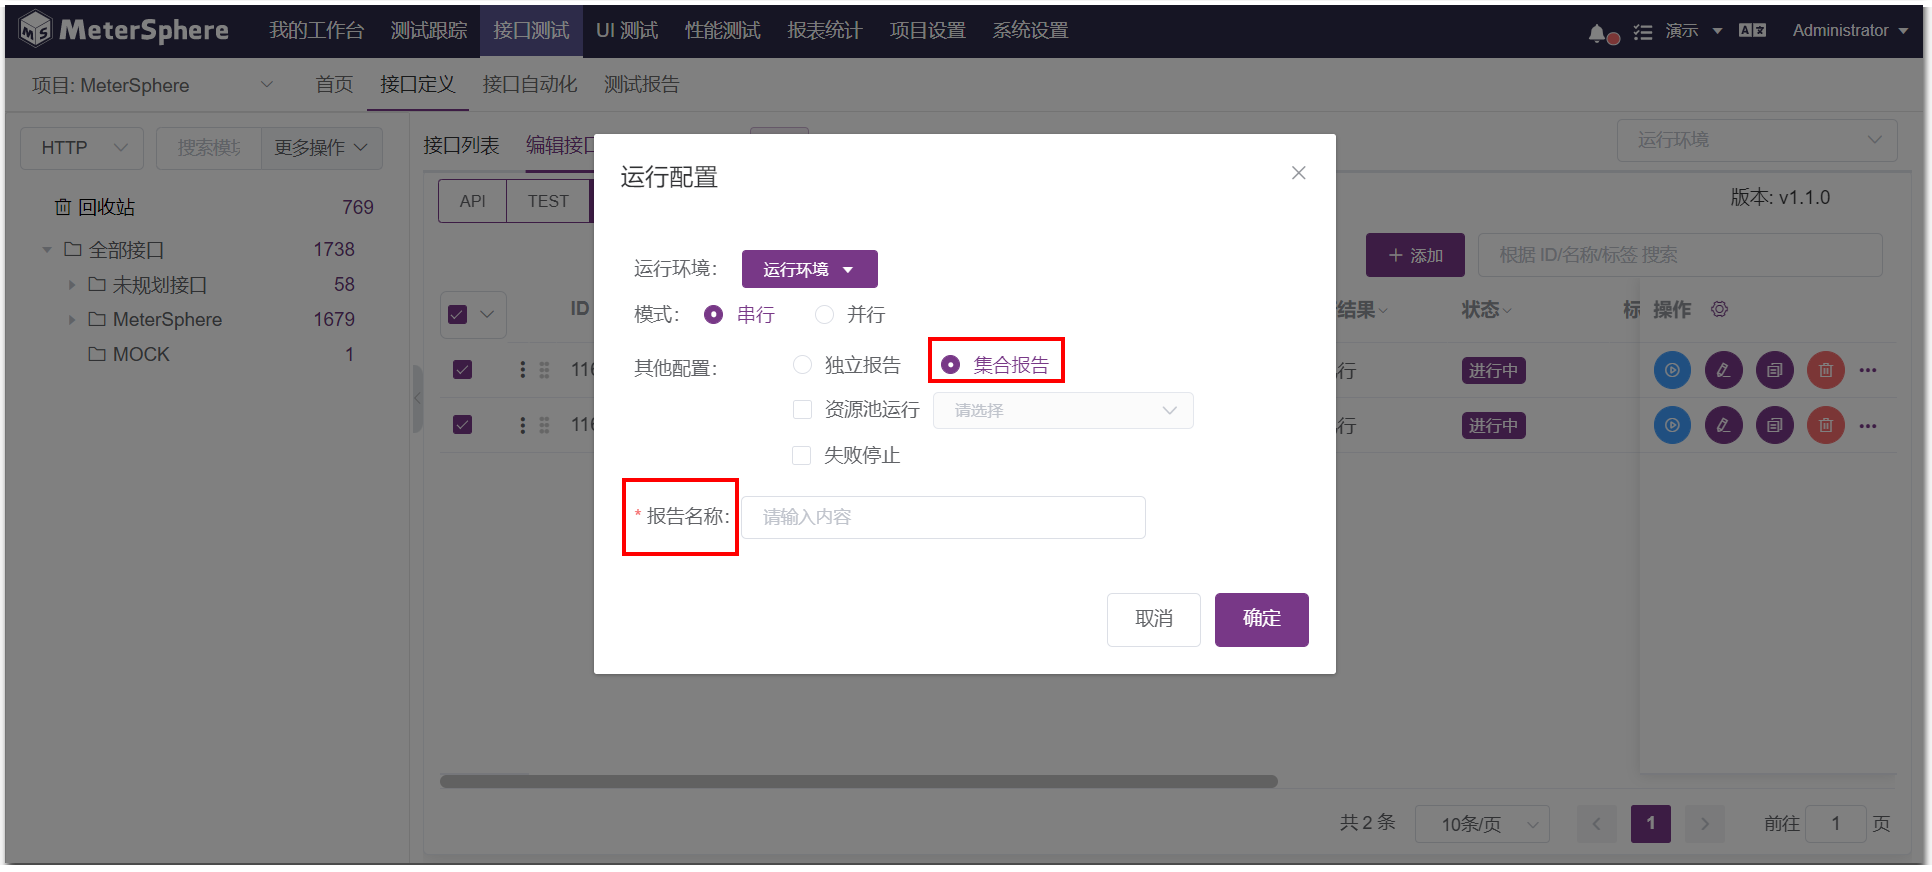 MeterSphere 我的工作台 测试跟踪 接口测试 UI 测试 性能测试 报表统计 项目设置 系统设置 演示 Administrator
项目: MeterSphere 首页 接口定义 接口自动化 测试报告
HTTP 搜索模块 更多操作
接口列表 编辑接口
运行环境
回收站 769
全部接口 1738
未规划接口 58
MeterSphere 1679
MOCK 1
API TEST
版本: v1.1.0
添加 根据 ID/名称/标签 搜索
ID 结果 状态 标 操作
116 行 进行中
116 行 进行中
运行配置
运行环境： 运行环境
模式： 串行 并行
其他配置： 独立报告 集合报告
资源池运行 请选择
失败停止
* 报告名称： 请输入内容
取消 确定
共 2 条 10条/页 1 前往 1 页